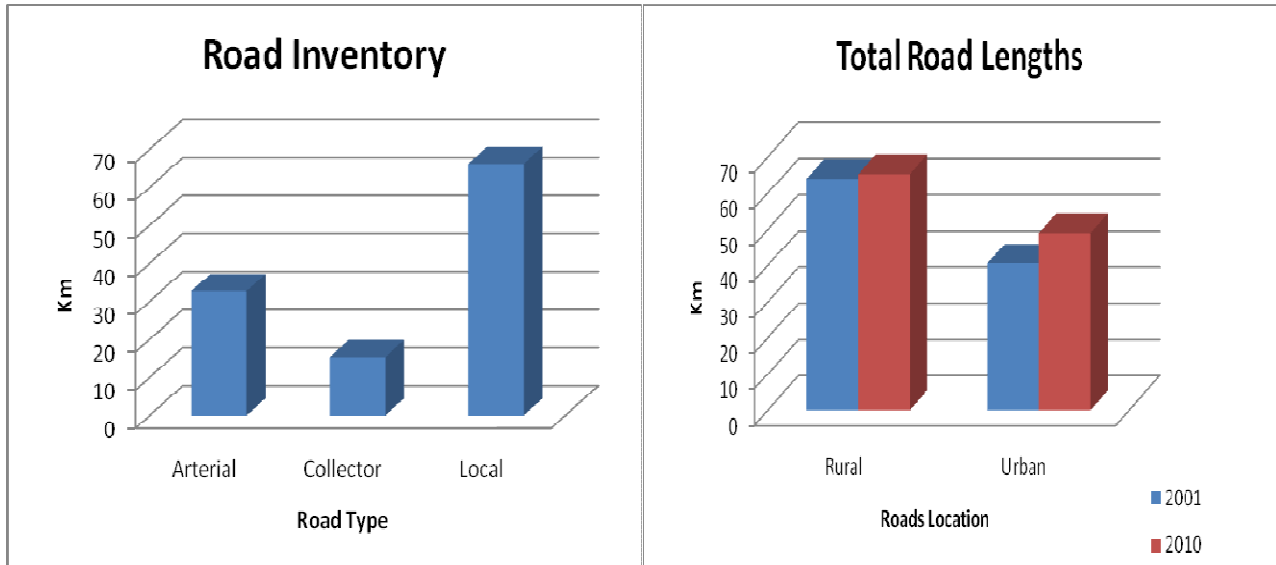 Road Inventory
70
60
50
40
30
20
10
0
Km
Arterial Collector Local
Road Type
Total Road Lengths
70
60
50
40
30
20
10
0
Km
Rural Urban
Roads Location
2001
2010